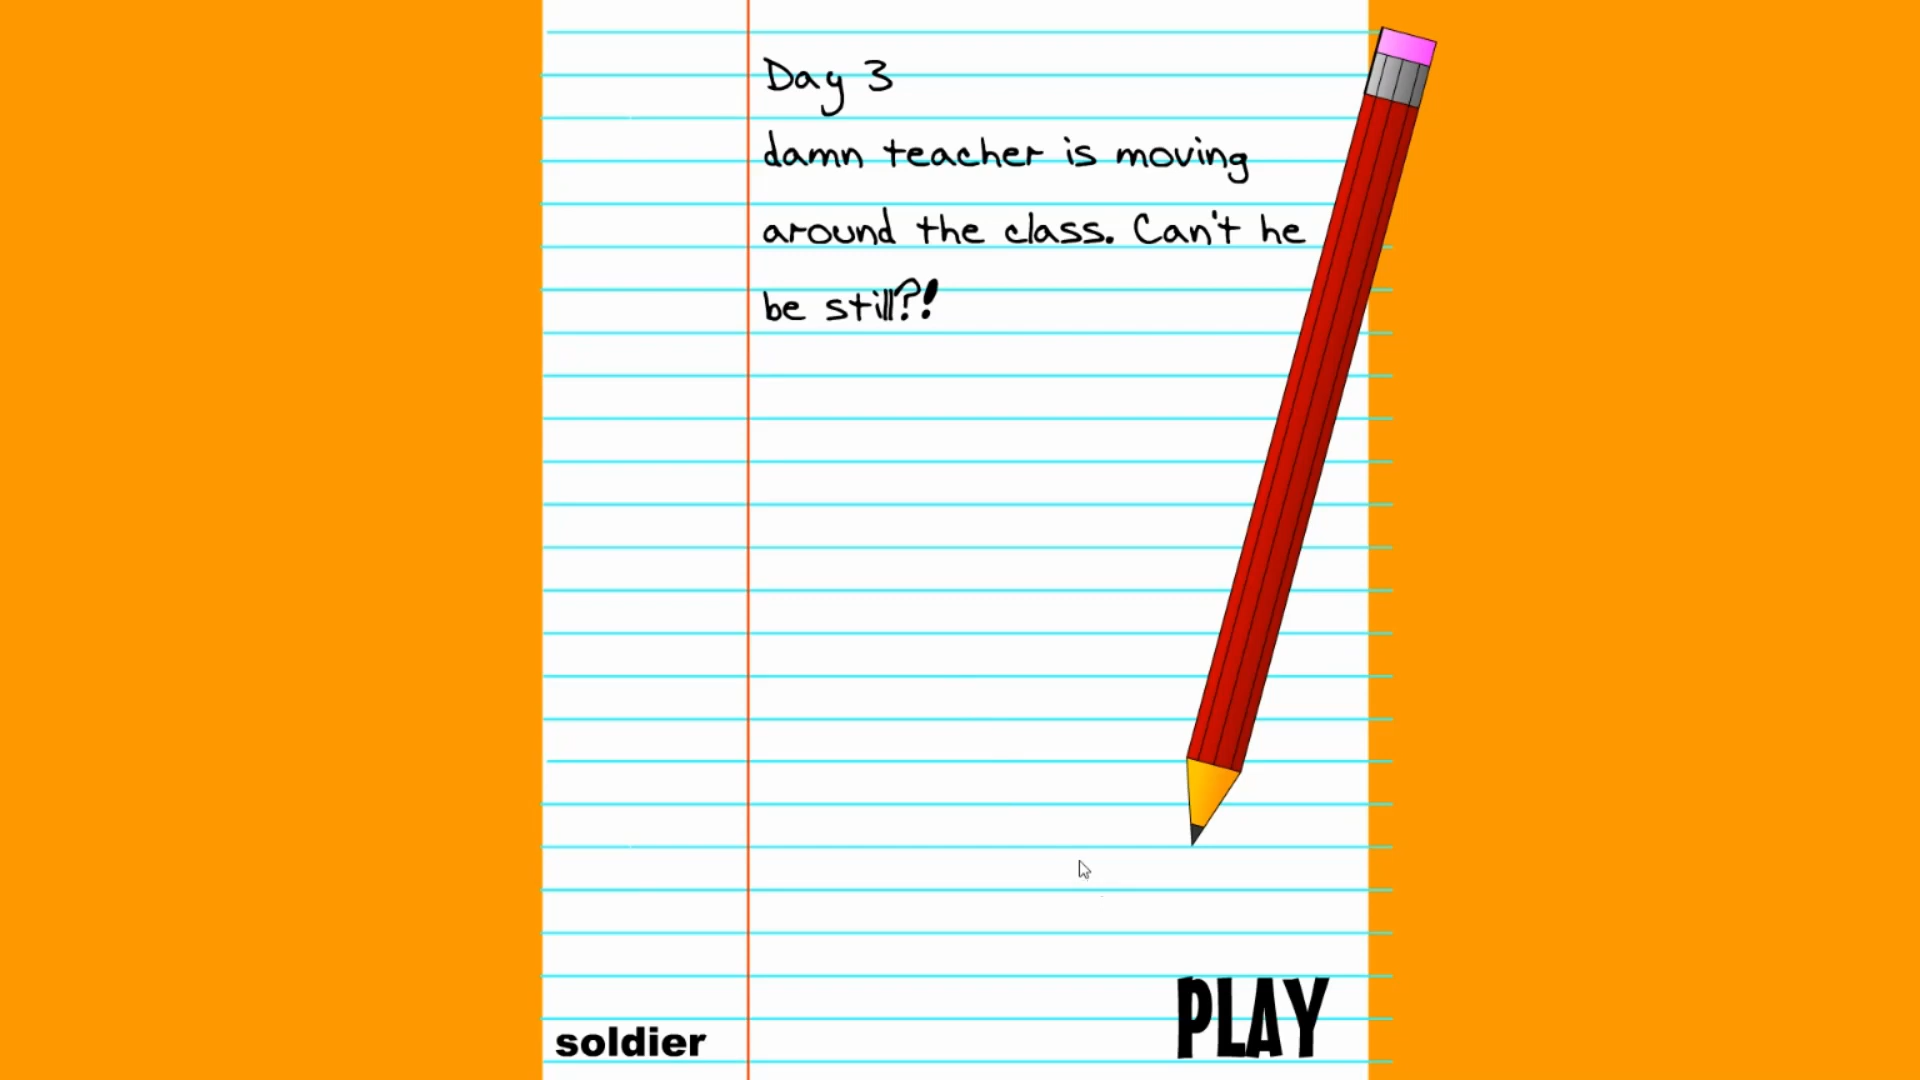 Day 3
damn teacher is moving
around the class. Can't he
be still?!
soldier
PLAY